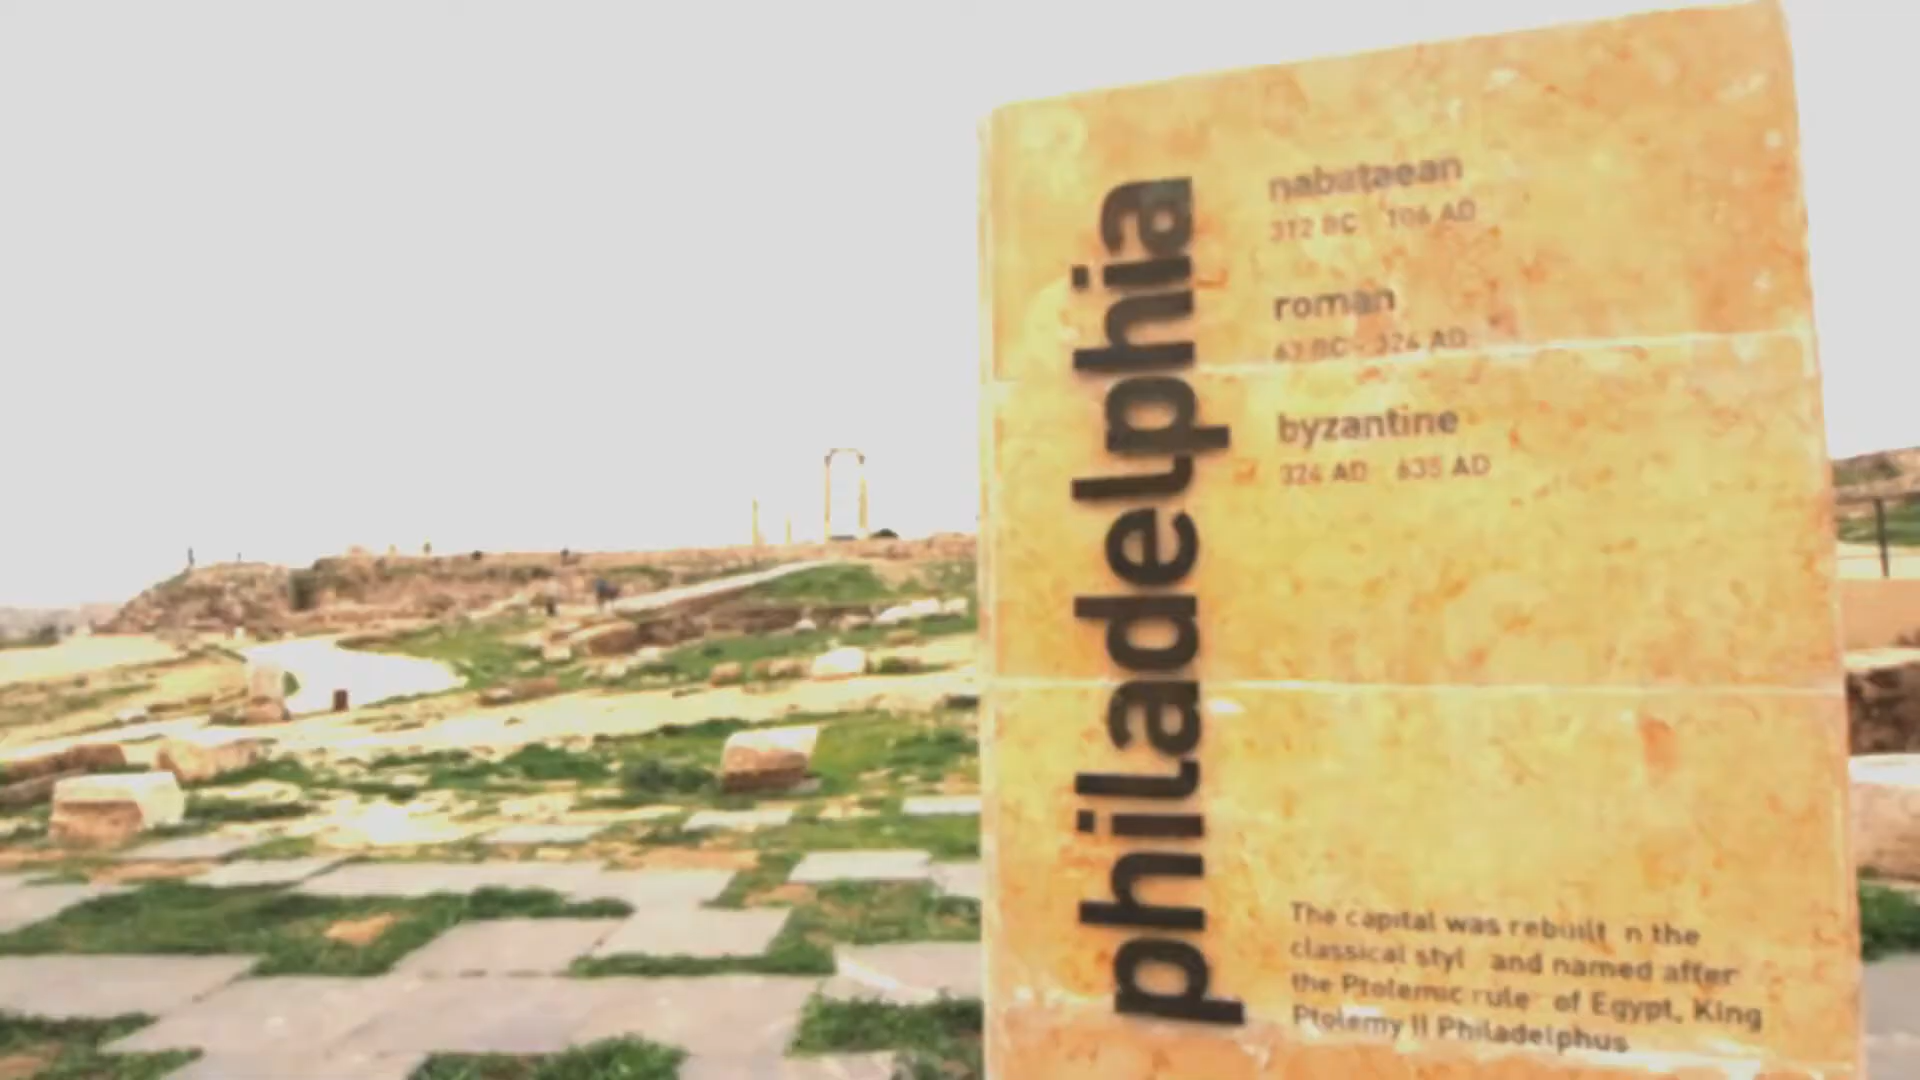 philadelphia
nabataean
312 BC 106 AD
roman
63 BC - 324 AD
byzantine
324 AD 635 AD
The capital was rebuilt n the
classical styl and named after
the Ptolemic rule of Egypt, King
Ptolemy II Philadelphus